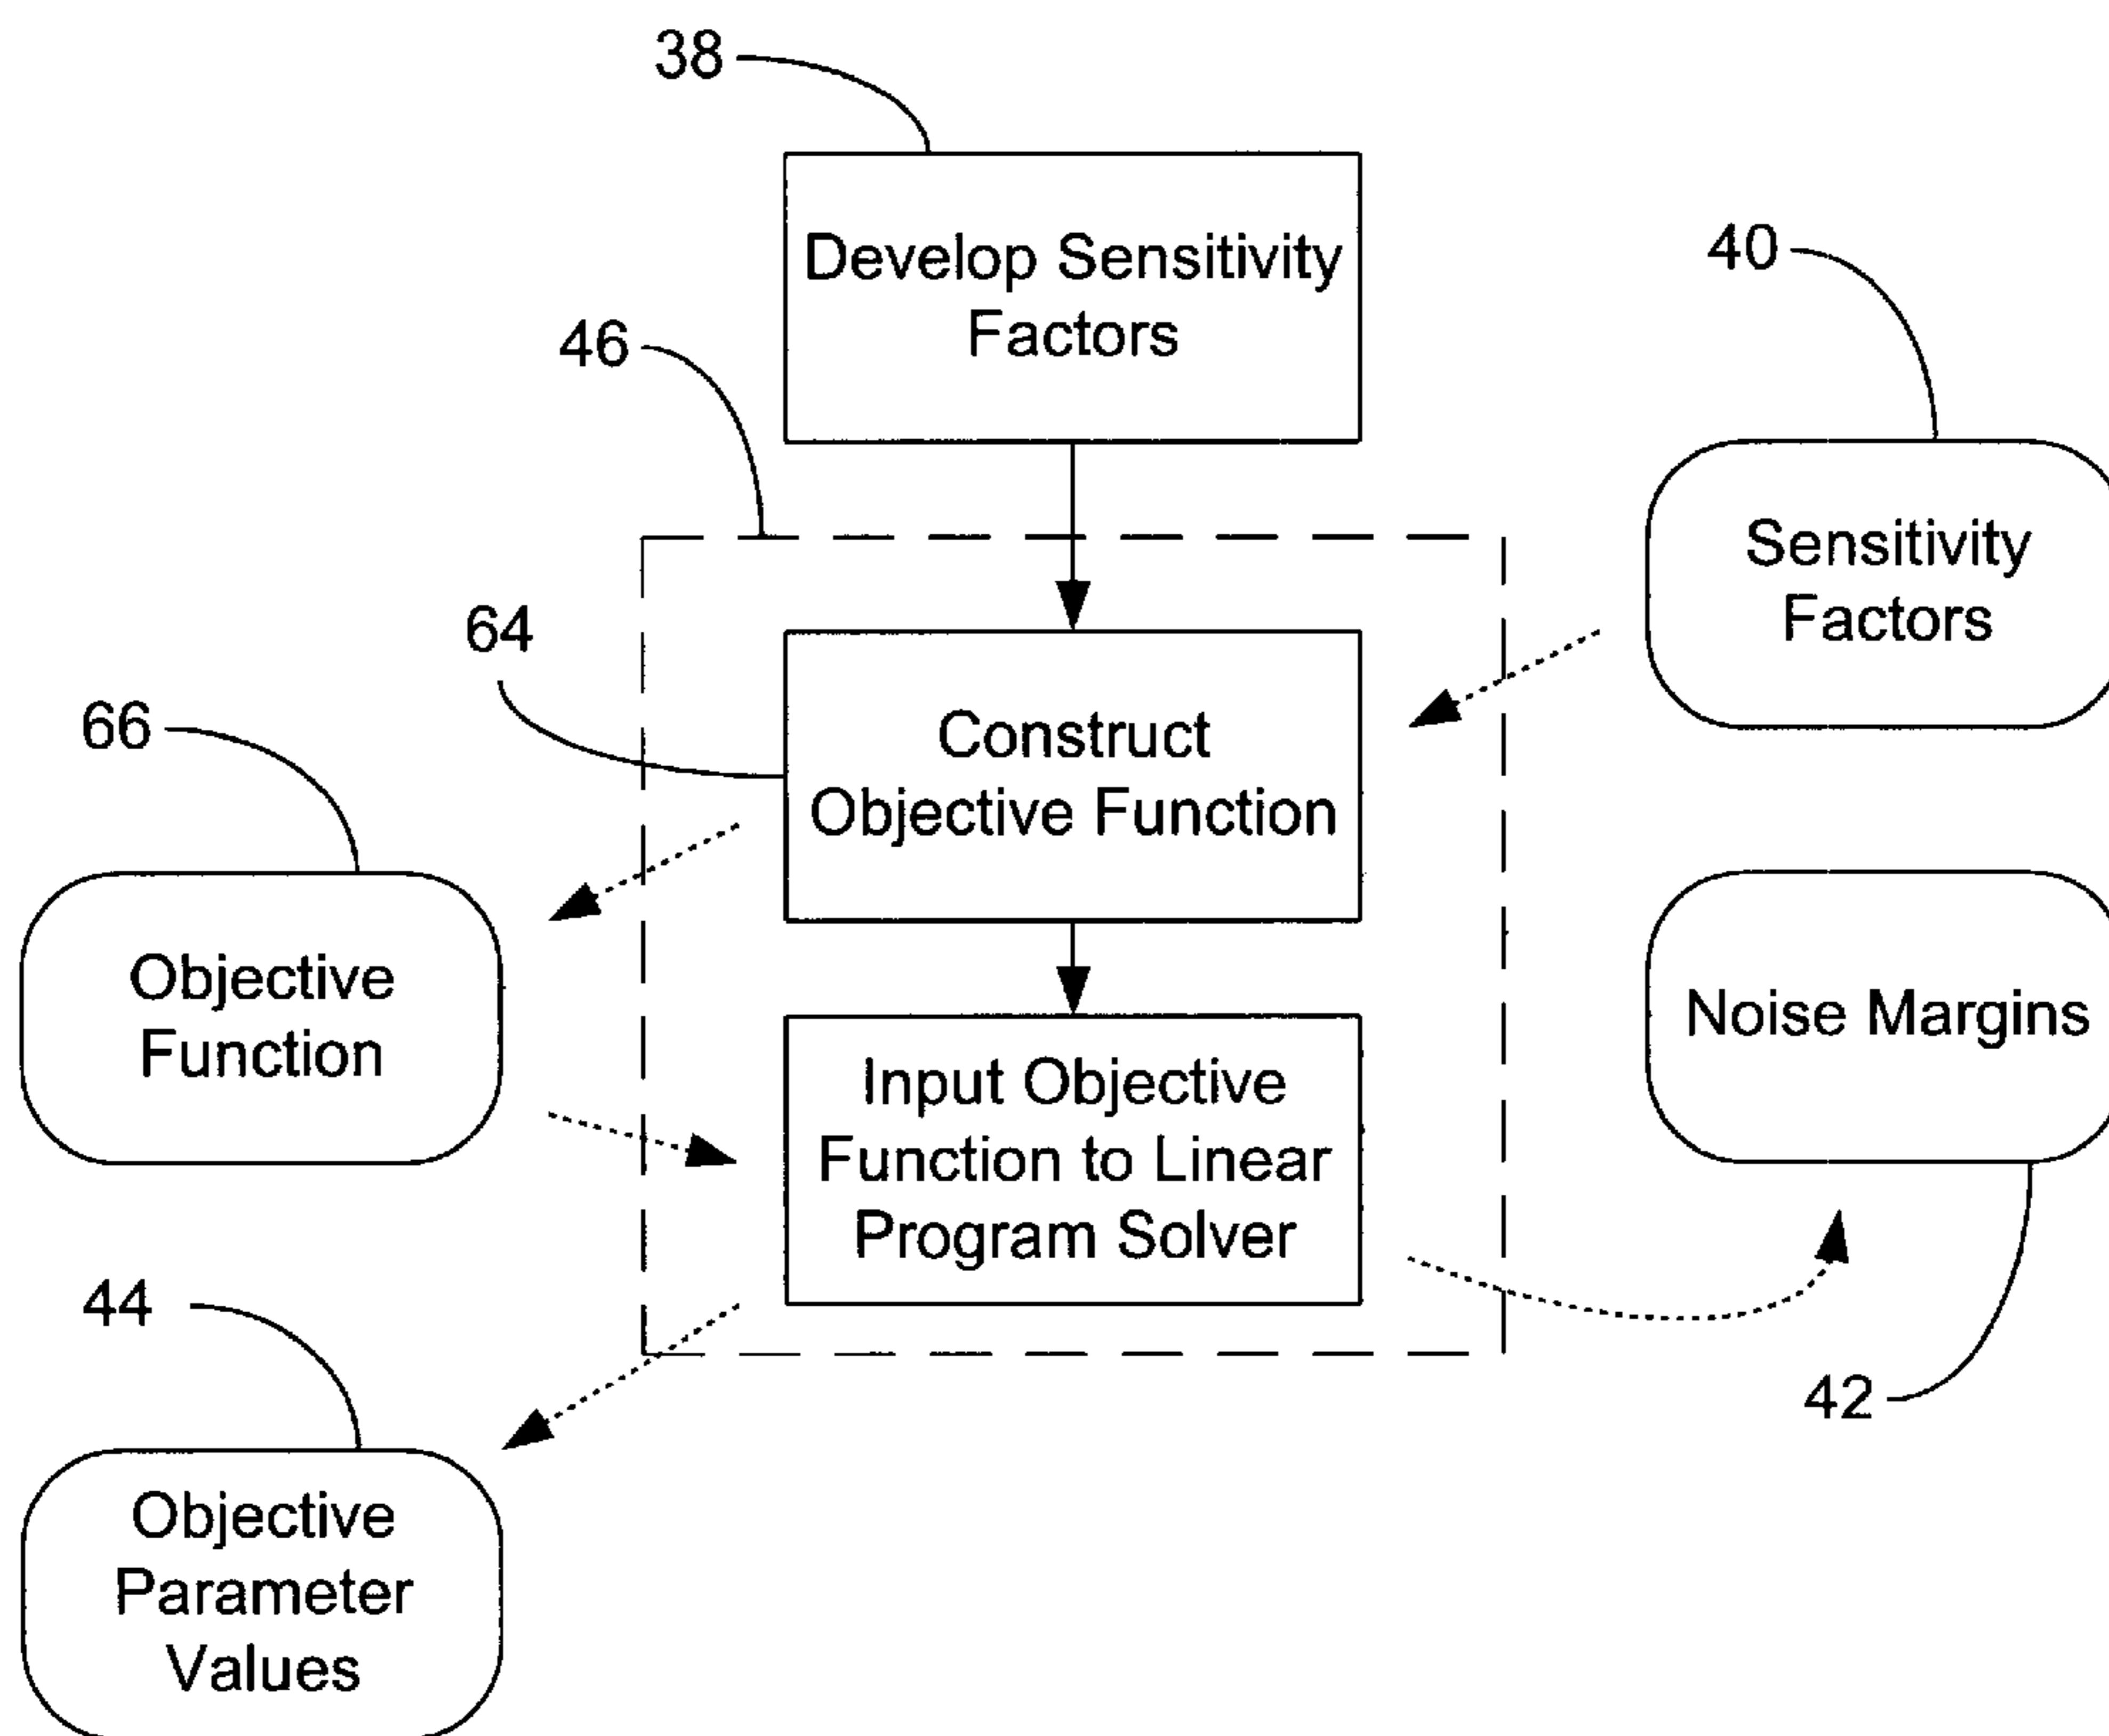 38
Develop Sensitivity
Factors
40
46
Sensitivity
Factors
64
Construct
Objective Function
66
Objective
Function
Noise Margins
Input Objective
Function to Linear
Program Solver
44
42
Objective
Parameter
Values